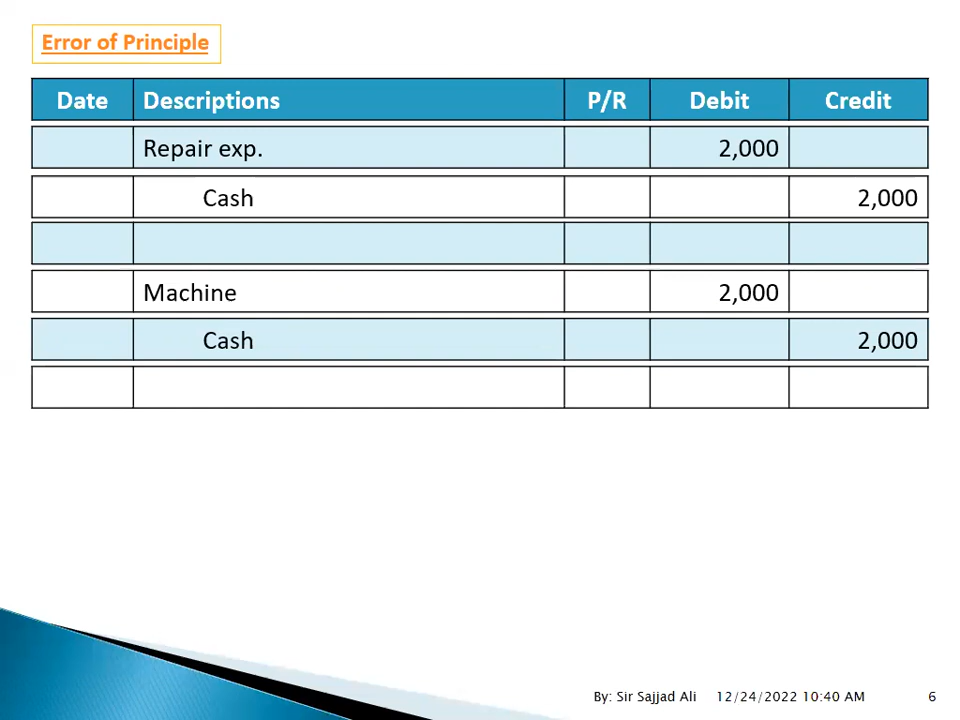 Error of Principle
Date Descriptions P/R Debit Credit
Repair exp. 2,000
Cash 2,000
Machine 2,000
Cash 2,000
By: Sir Sajjad Ali 12/24/2022 10:40 AM 6